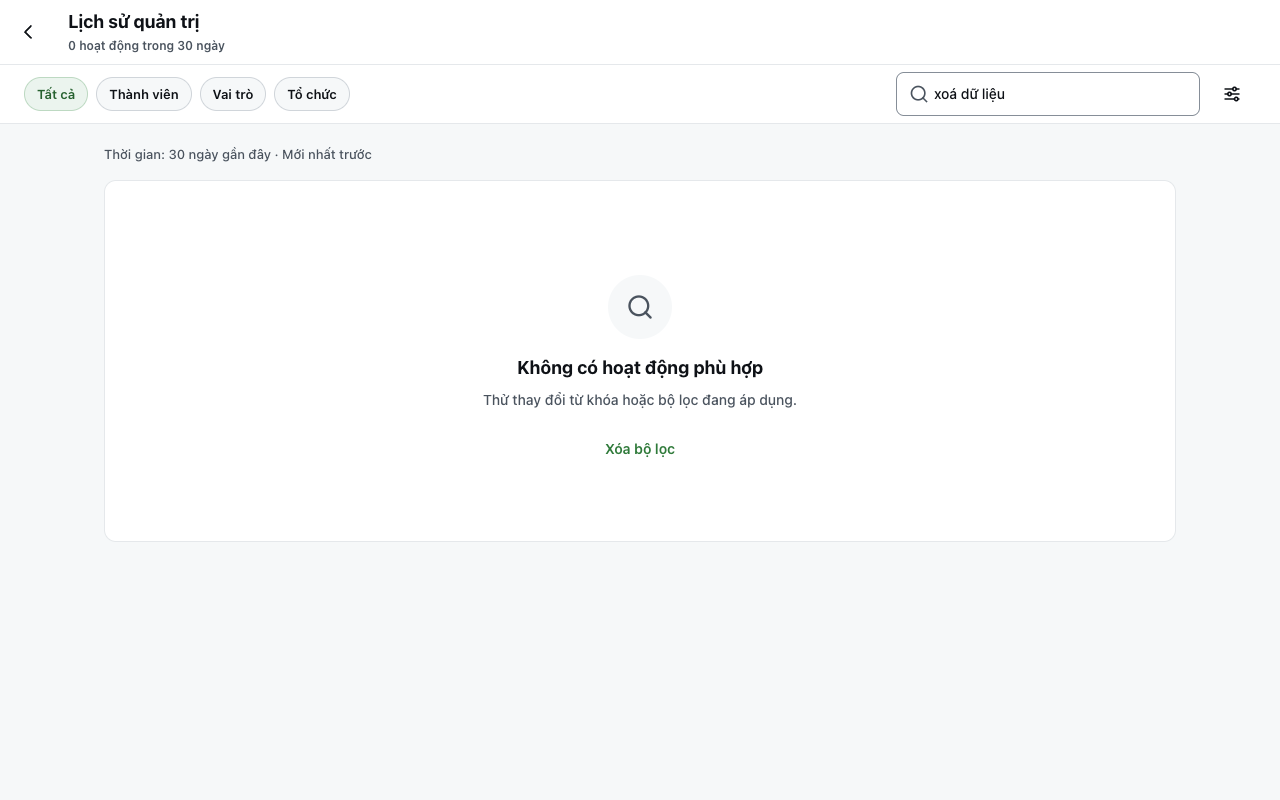 Lịch sử quản trị
0 hoạt động trong 30 ngày
Tất cả
Thành viên
Vai trò
Tổ chức
xoá dữ liệu
Thời gian: 30 ngày gần đây · Mới nhất trước
Không có hoạt động phù hợp
Thử thay đổi từ khóa hoặc bộ lọc đang áp dụng.
Xóa bộ lọc